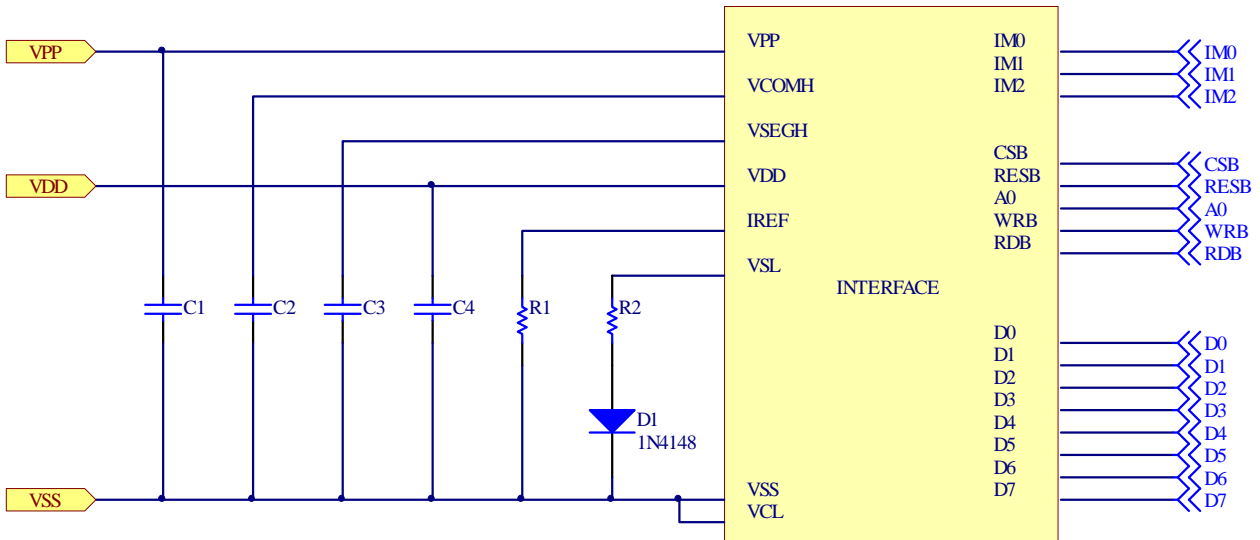 VPP
VDD
VSS
C1
C2
C3
C4
R1
R2
D1
1N4148
VPP
VCOMH
VSEGH
VDD
IREF
VSL
VSS
VCL
INTERFACE
IM0
IM1
IM2
CSB
RESB
A0
WRB
RDB
D0
D1
D2
D3
D4
D5
D6
D7
IM0
IM1
IM2
CSB
RESB
A0
WRB
RDB
D0
D1
D2
D3
D4
D5
D6
D7